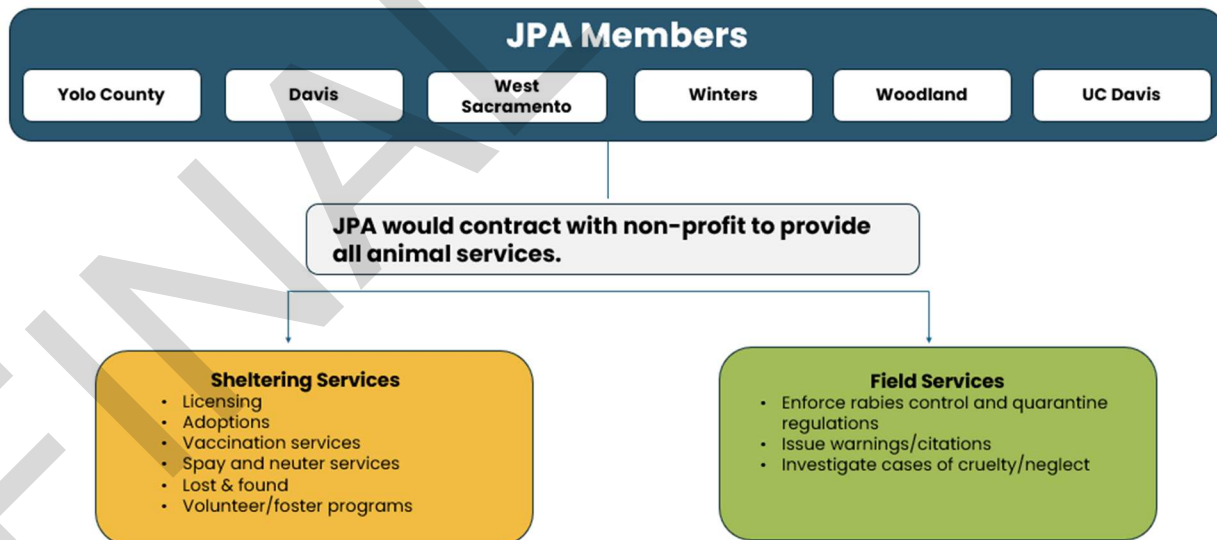 JPA Members
Yolo County
Davis
West
Sacramento
Winters
Woodland
UC Davis
JPA would contract with non-profit to provide
all animal services.
Sheltering Services
• Licensing
• Adoptions
• Vaccination services
• Spay and neuter services
• Lost & found
• Volunteer/foster programs
Field Services
• Enforce rabies control and quarantine
regulations
• Issue warnings/citations
• Investigate cases of cruelty/neglect
FINAL